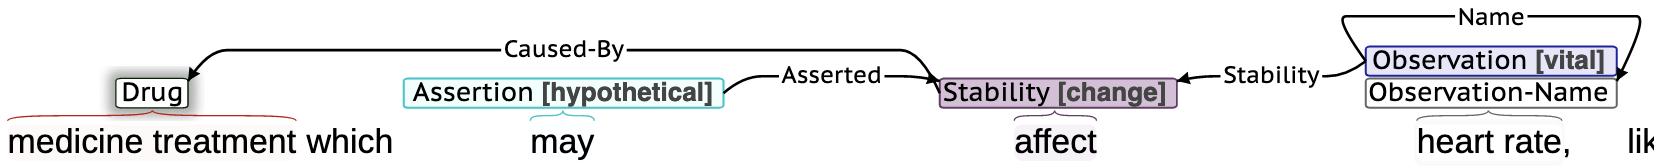 Name
Caused-By
Observation [vital]
Asserted
Stability
Drug
Assertion [hypothetical]
Stability [change]
Observation-Name
medicine treatment which may affect heart rate, lik